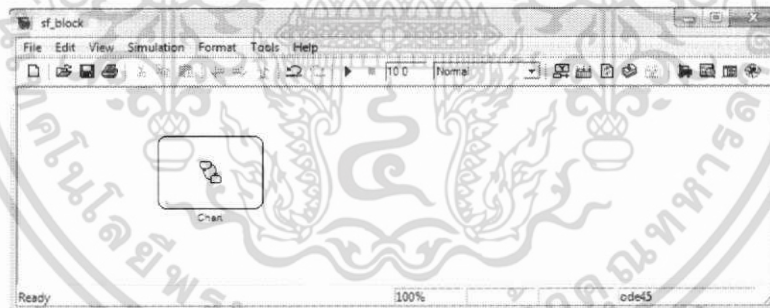 sf_block
File Edit View Simulation Format Tools Help
10.0 Normal
Chart
Ready 100% ode45